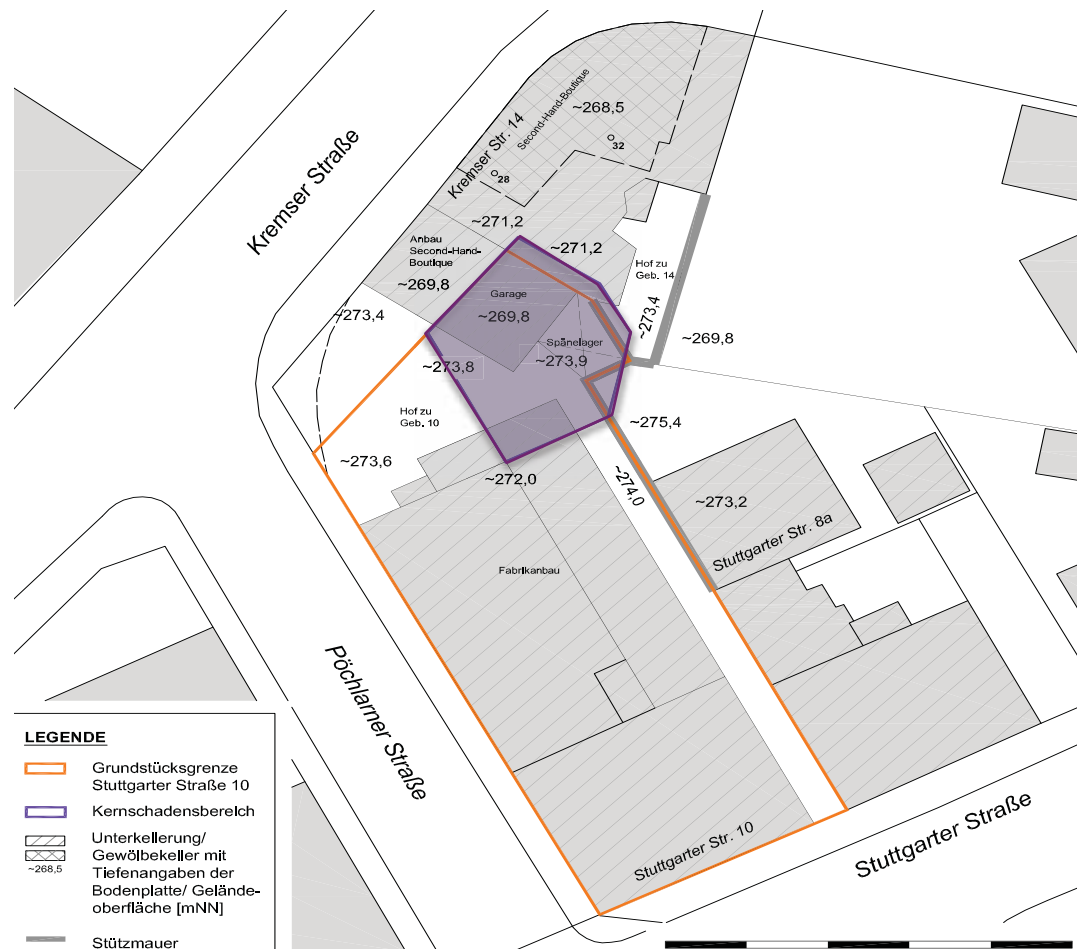 Kremser Straße
Kremser Str. 14
Second-Hand-Boutique
~268,5
32
28
~271,2
~271,2
Anbau
Second-Hand-
Boutique
~269,8
Hof zu
Geb. 14
~273,4
~273,4
~269,8
Garage
~269,8
Spänelager
~273,9
~273,8
Hof zu
Geb. 10
~273,6
~272,0
~275,4
~274,0
~273,2
Stuttgarter Str. 8a
Fabrikanbau
Pöchlarner Straße
Stuttgarter Str. 10
Stuttgarter Straße
LEGENDE
Grundstücksgrenze
Stuttgarter Straße 10
Kernschadensbereich
Unterkellerung/
Gewölbekeller mit
~268,5
Tiefenangaben der
Bodenplatte/ Gelände-
oberfläche [mNN]
Stützmauer